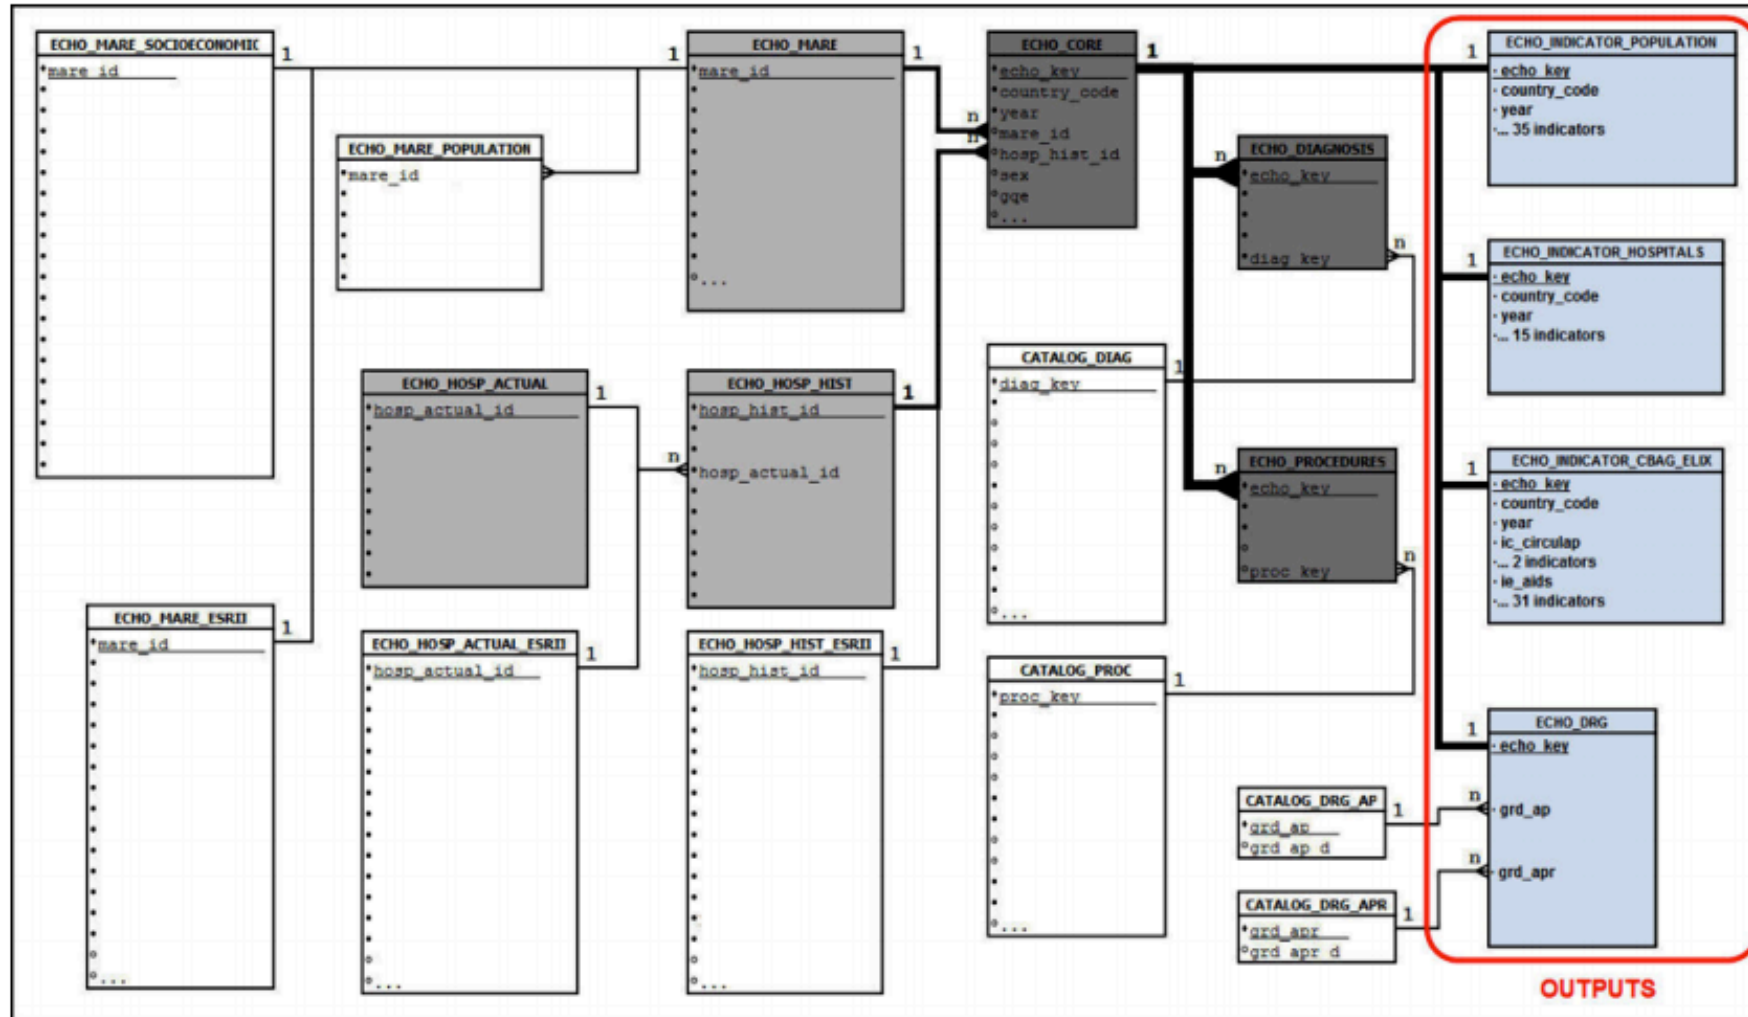 ECHO_MARE_SOCIOECONOMIC
1
mare_id
1
ECHO_MARE
1
mare_id
...
ECHO_CORE
1
echo_key
country_code
year
n
mare_id
n
hosp_hist_id
sex
gqe
...
ECHO_MARE_POPULATION
mare_id
ECHO_DIAGNOSIS
n
echo_key
diag_key
n
ECHO_HOSP_ACTUAL
1
hosp_actual_id
ECHO_HOSP_HIST
1
hosp_hist_id
n
hosp_actual_id
CATALOG_DIAG
1
diag_key
...
ECHO_PROCEDURES
n
echo_key
n
proc_key
ECHO_MARE_ESRII
1
mare_id
...
ECHO_HOSP_ACTUAL_ESRII
1
hosp_actual_id
...
ECHO_HOSP_HIST_ESRII
1
hosp_hist_id
...
CATALOG_PROC
1
proc_key
...
CATALOG_DRG_AP
1
grd_ap
grd_ap_d
CATALOG_DRG_APR
1
grd_apr
grd_apr_d
ECHO_INDICATOR_POPULATION
1
echo_key
country_code
year
... 35 indicators
ECHO_INDICATOR_HOSPITALS
1
echo_key
country_code
year
... 15 indicators
ECHO_INDICATOR_CBAG_ELIX
1
echo_key
country_code
year
ic_circulap
... 2 indicators
ie_aids
... 31 indicators
ECHO_DRG
1
echo_key
n
grd_ap
n
grd_apr
OUTPUTS